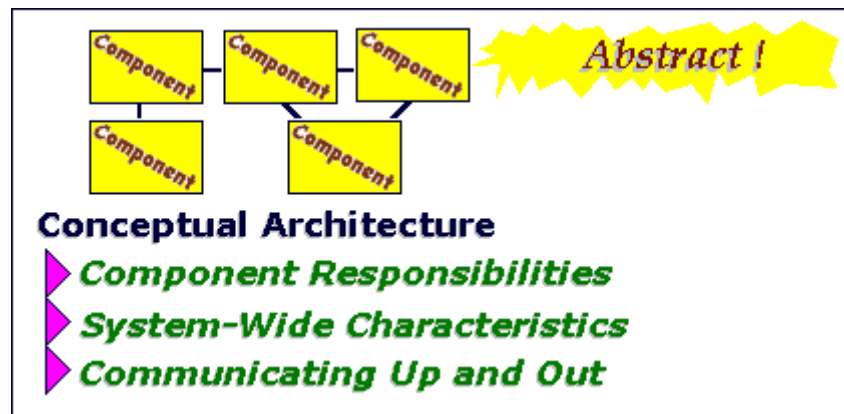 Component
Component
Component
Abstract !
Component
Component
Conceptual Architecture
Component Responsibilities
System-Wide Characteristics
Communicating Up and Out